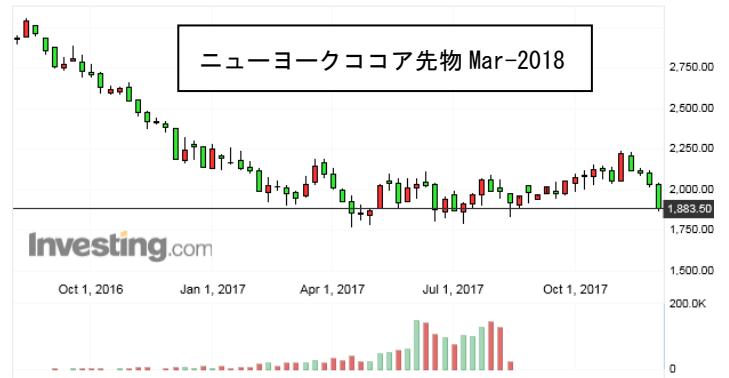 ニューヨークココア先物 Mar-2018
2,750.00
2,500.00
2,250.00
2,000.00
1,883.50
1,750.00
1,500.00
Investing.com
Oct 1, 2016
Jan 1, 2017
Apr 1, 2017
Jul 1, 2017
Oct 1, 2017
200.0K
0